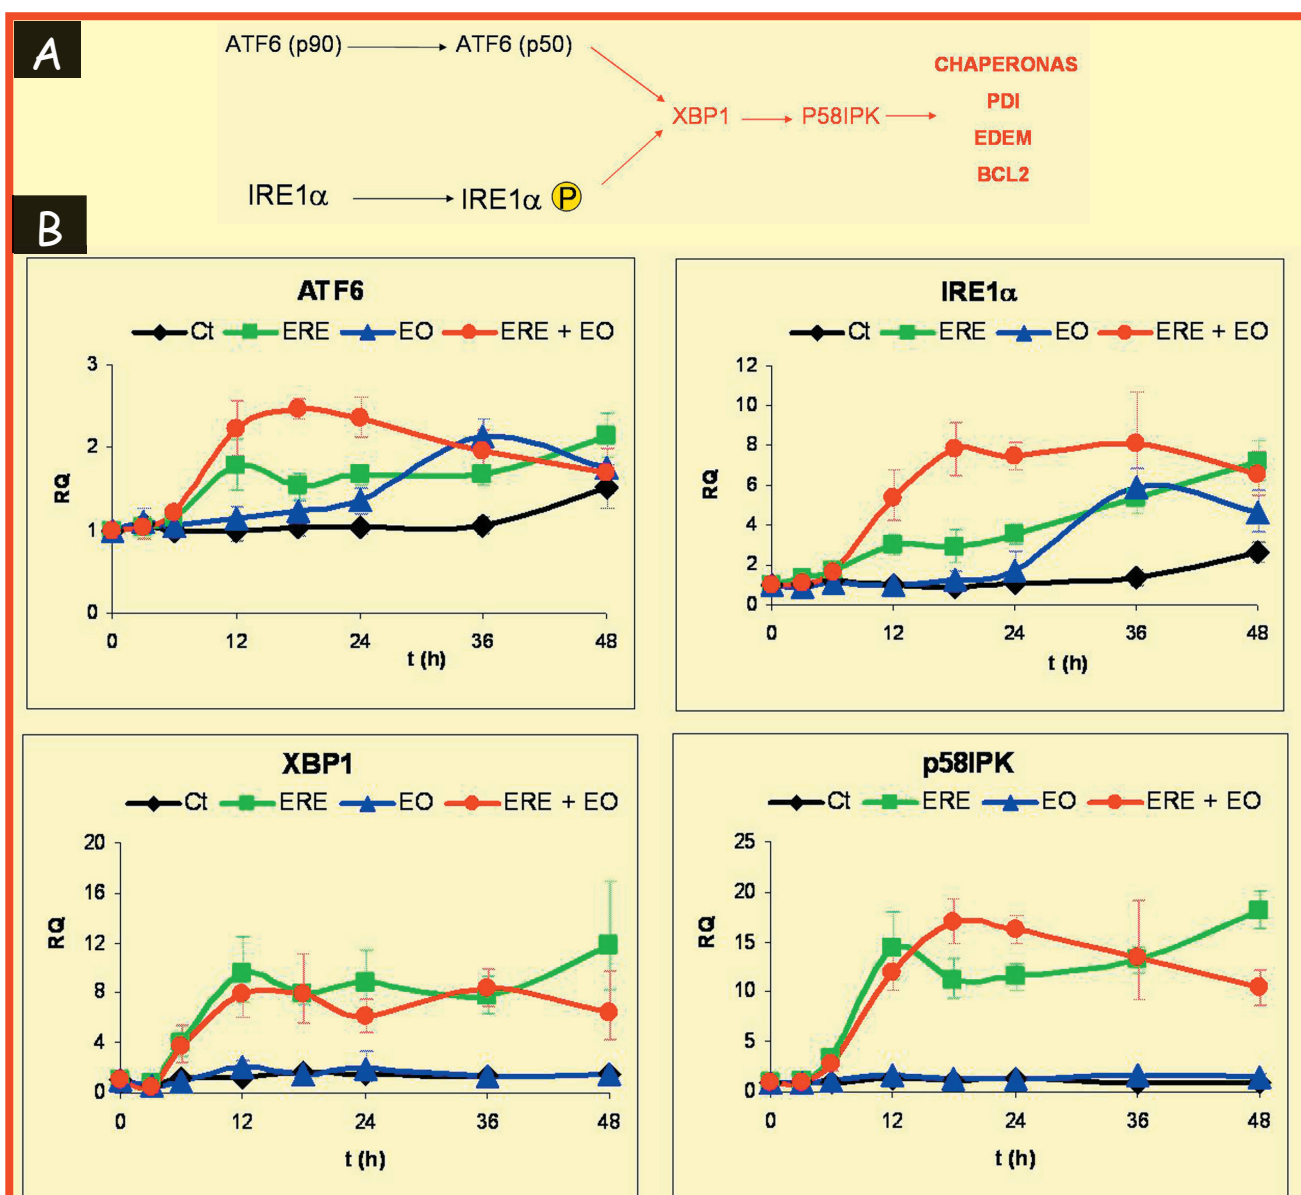 A
ATF6 (p90) ATF6 (p50)
XBP1 P58IPK
CHAPERONAS
PDI
EDEM
BCL2
IRE1α IRE1α P
B
ATF6
Ct ERE EO ERE + EO
3
2
1
0
RQ
0 12 24 36 48
t (h)
IRE1α
Ct ERE EO ERE + EO
12
10
8
6
4
2
0
RQ
0 12 24 36 48
t (h)
XBP1
Ct ERE EO ERE + EO
20
16
12
8
4
0
RQ
0 12 24 36 48
t (h)
p58IPK
Ct ERE EO ERE + EO
25
20
15
10
5
0
RQ
0 12 24 36 48
t (h)